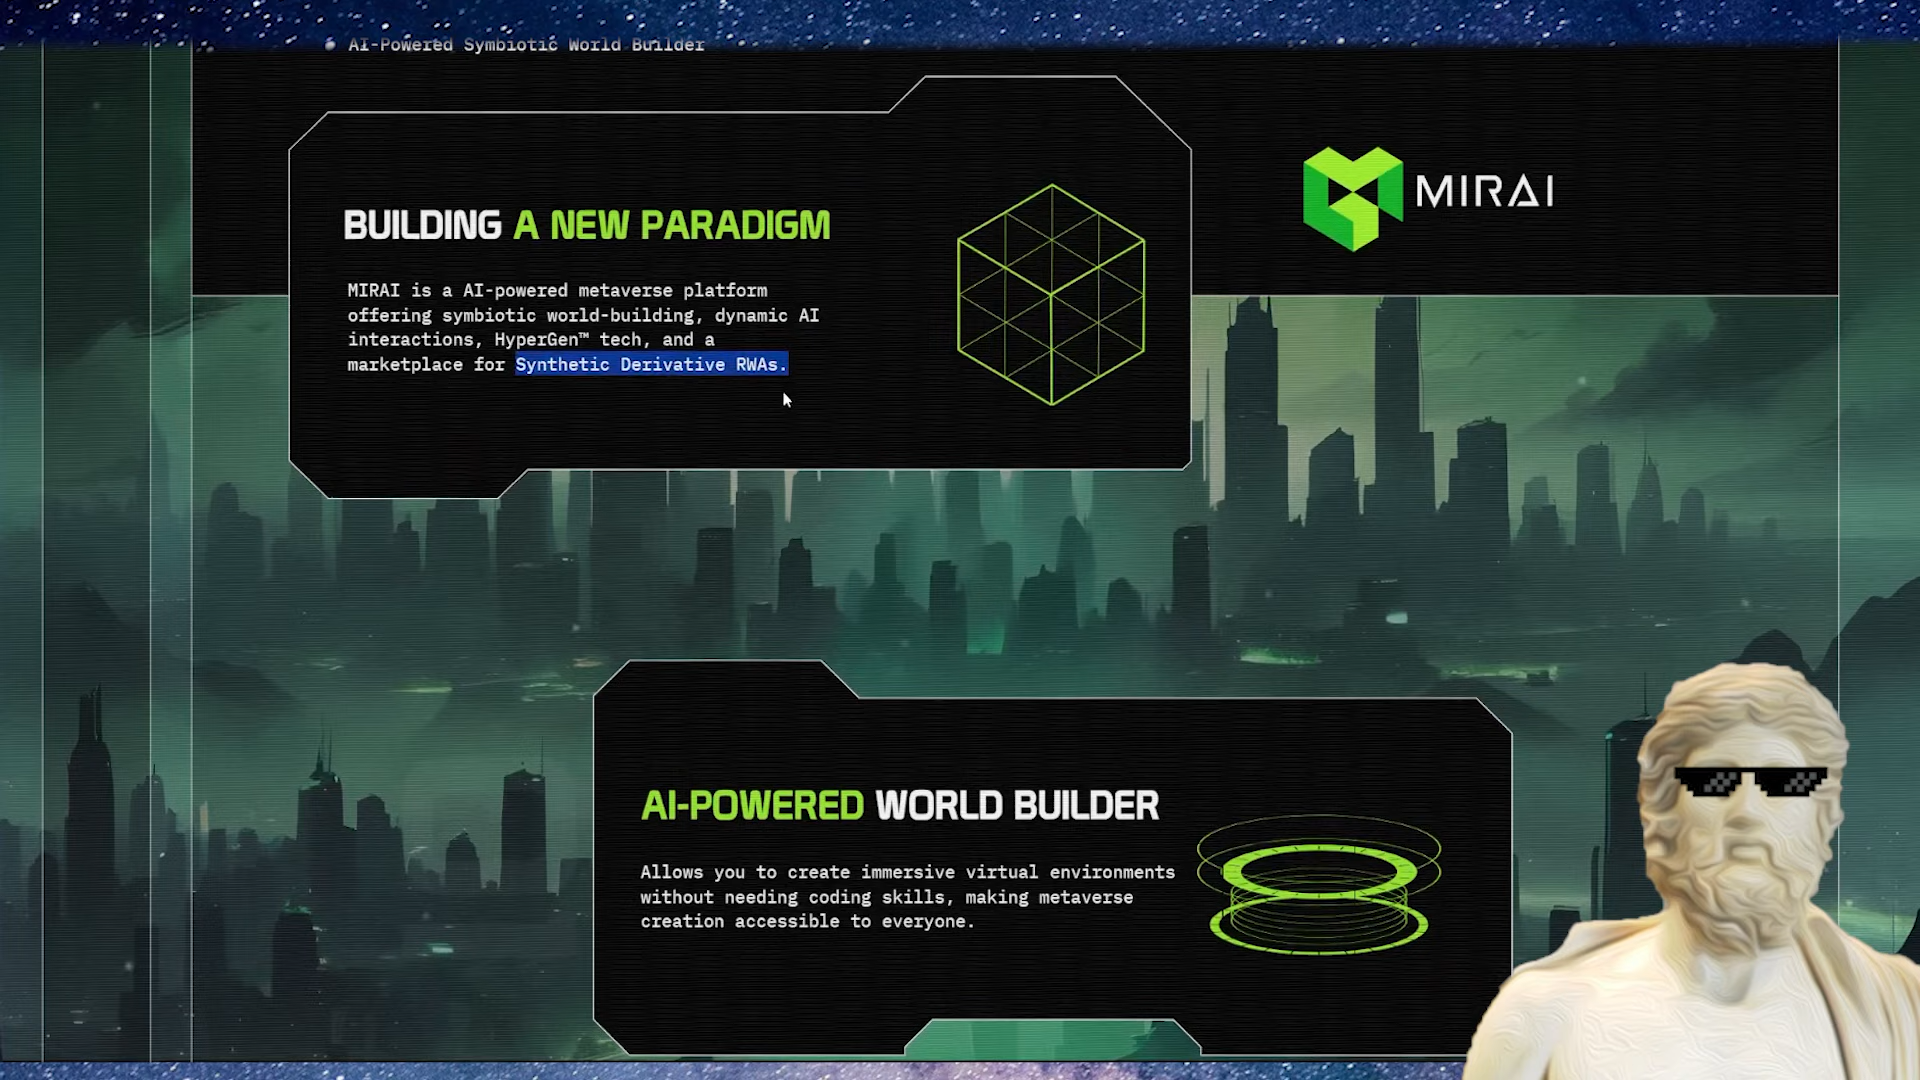 AI-Powered Symbiotic World Builder
BUILDING A NEW PARADIGM
MIRAI is a AI-powered metaverse platform
offering symbiotic world-building, dynamic AI
interactions, HyperGen™ tech, and a
marketplace for Synthetic Derivative RWAs.
MIRAI
AI-POWERED WORLD BUILDER
Allows you to create immersive virtual environments
without needing coding skills, making metaverse
creation accessible to everyone.